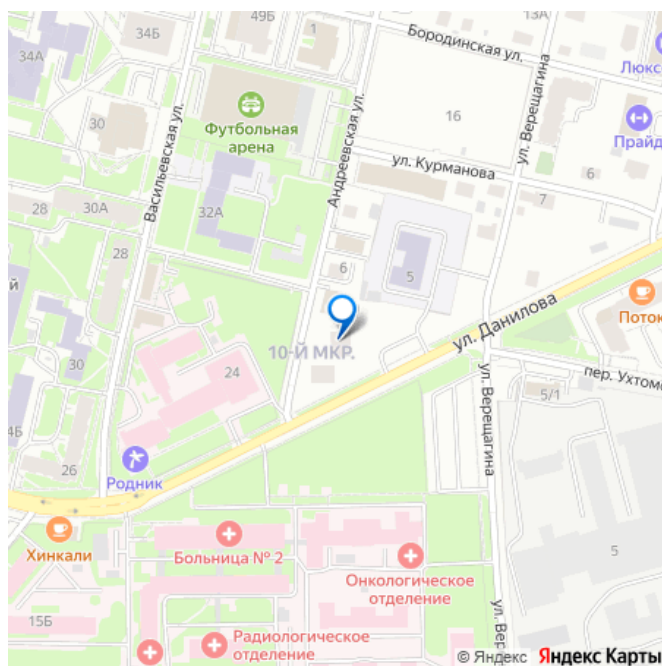 49Б
1
13А
34Б
Бородинская ул.
34А
Люкс
30
Футбольная
арена
Андреевская ул.
16
ул. Верещагина
Прайд
Васильевская ул.
ул. Курманова
6
28
30А
32А
7
28
6
5
й
ул. Данилова
Поток
10-Й МКР.
30
24
ул. Верещагина
пер. Ухтомс
5/1
4Б
26
Родник
Хинкали
Больница № 2
Онкологическое
отделение
5
15Б
Радиологическое
отделение
ул. Вер
© Яндекс Яндекс Карты